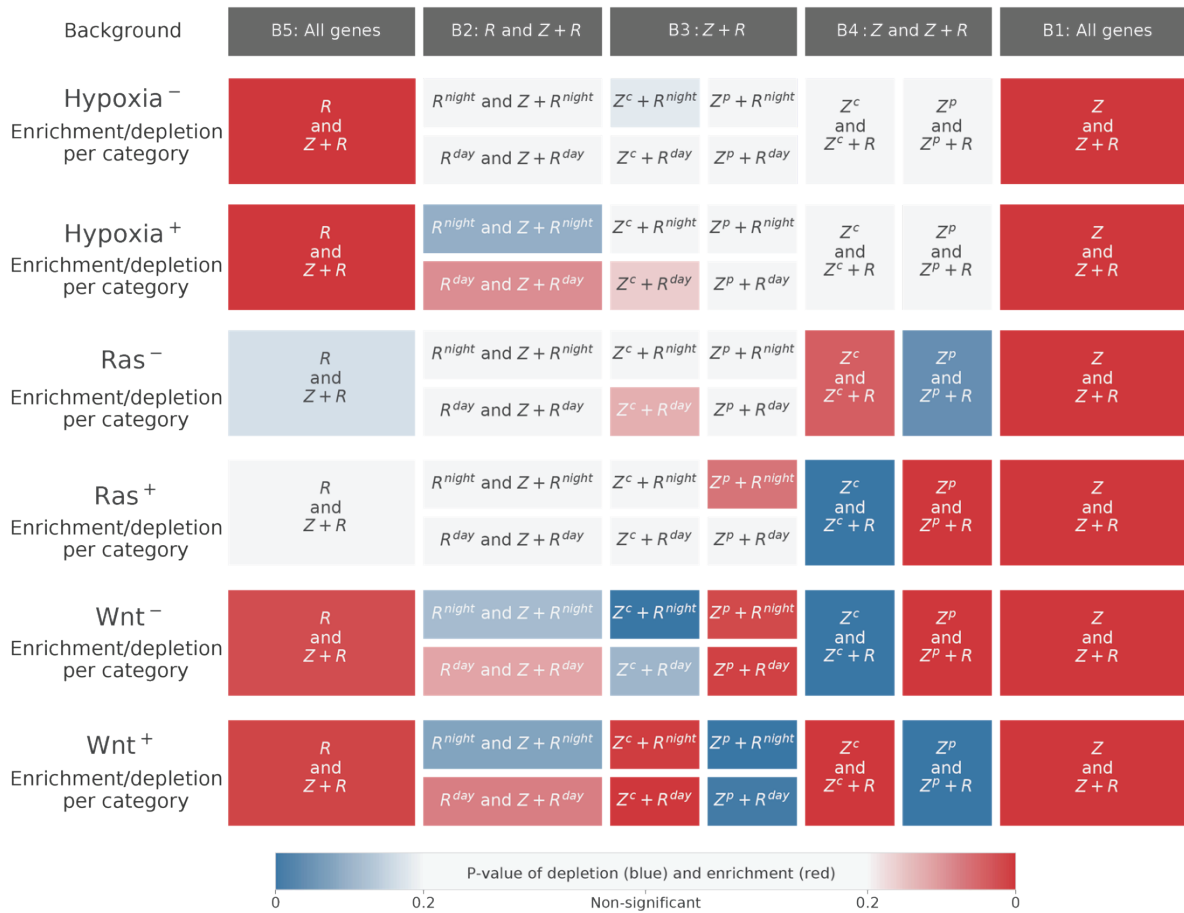 Background B5: All genes B2: R and Z + R B3 : Z + R B4 : Z and Z + R B1: All genes
Hypoxia⁻
Enrichment/depletion
per category
R
and
Z + R
R^night and Z + R^night
R^day and Z + R^day
Z^c + R^night Z^p + R^night
Z^c + R^day Z^p + R^day
Z^c
and
Z^c + R
Z^p
and
Z^p + R
Z
and
Z + R
Hypoxia⁺
Enrichment/depletion
per category
R
and
Z + R
R^night and Z + R^night
R^day and Z + R^day
Z^c + R^night Z^p + R^night
Z^c + R^day Z^p + R^day
Z^c
and
Z^c + R
Z^p
and
Z^p + R
Z
and
Z + R
Ras⁻
Enrichment/depletion
per category
R
and
Z + R
R^night and Z + R^night
R^day and Z + R^day
Z^c + R^night Z^p + R^night
Z^c + R^day Z^p + R^day
Z^c
and
Z^c + R
Z^p
and
Z^p + R
Z
and
Z + R
Ras⁺
Enrichment/depletion
per category
R
and
Z + R
R^night and Z + R^night
R^day and Z + R^day
Z^c + R^night Z^p + R^night
Z^c + R^day Z^p + R^day
Z^c
and
Z^c + R
Z^p
and
Z^p + R
Z
and
Z + R
Wnt⁻
Enrichment/depletion
per category
R
and
Z + R
R^night and Z + R^night
R^day and Z + R^day
Z^c + R^night Z^p + R^night
Z^c + R^day Z^p + R^day
Z^c
and
Z^c + R
Z^p
and
Z^p + R
Z
and
Z + R
Wnt⁺
Enrichment/depletion
per category
R
and
Z + R
R^night and Z + R^night
R^day and Z + R^day
Z^c + R^night Z^p + R^night
Z^c + R^day Z^p + R^day
Z^c
and
Z^c + R
Z^p
and
Z^p + R
Z
and
Z + R
P-value of depletion (blue) and enrichment (red)
0 0.2 Non-significant 0.2 0